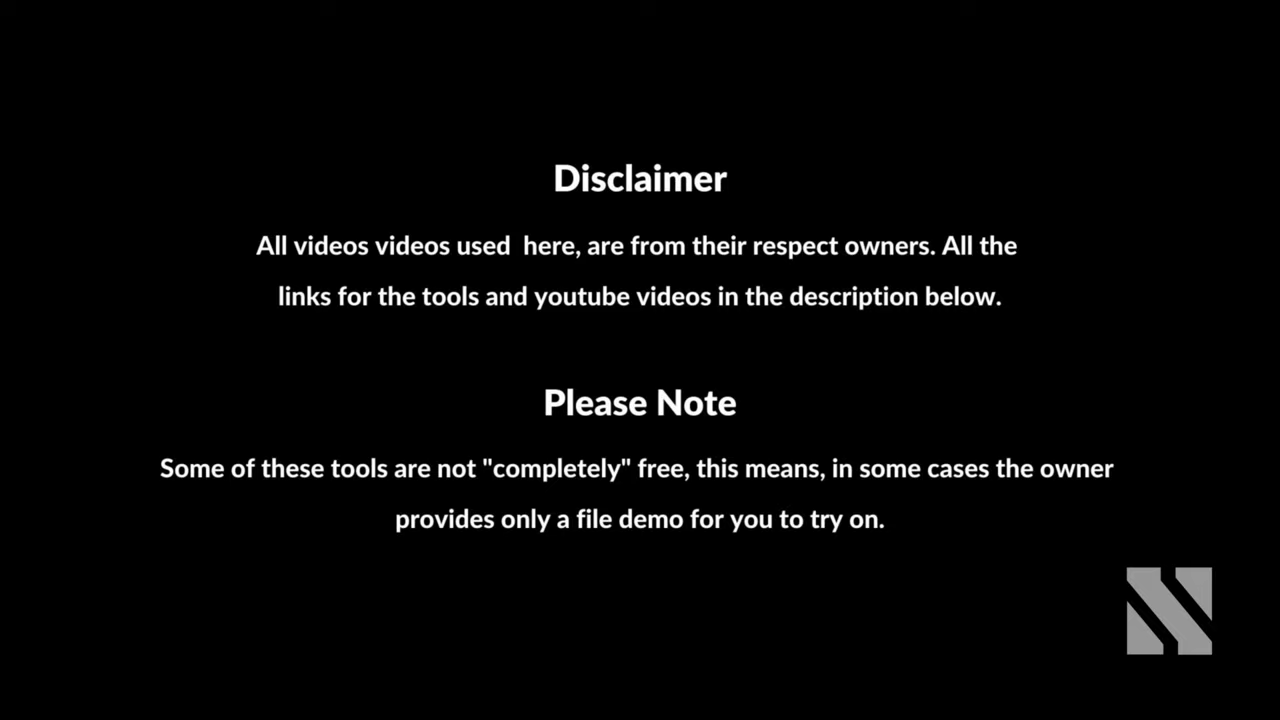 Disclaimer
All videos videos used  here, are from their respect owners. All the
links for the tools and youtube videos in the description below.
Please Note
Some of these tools are not "completely" free, this means, in some cases the owner
provides only a file demo for you to try on.